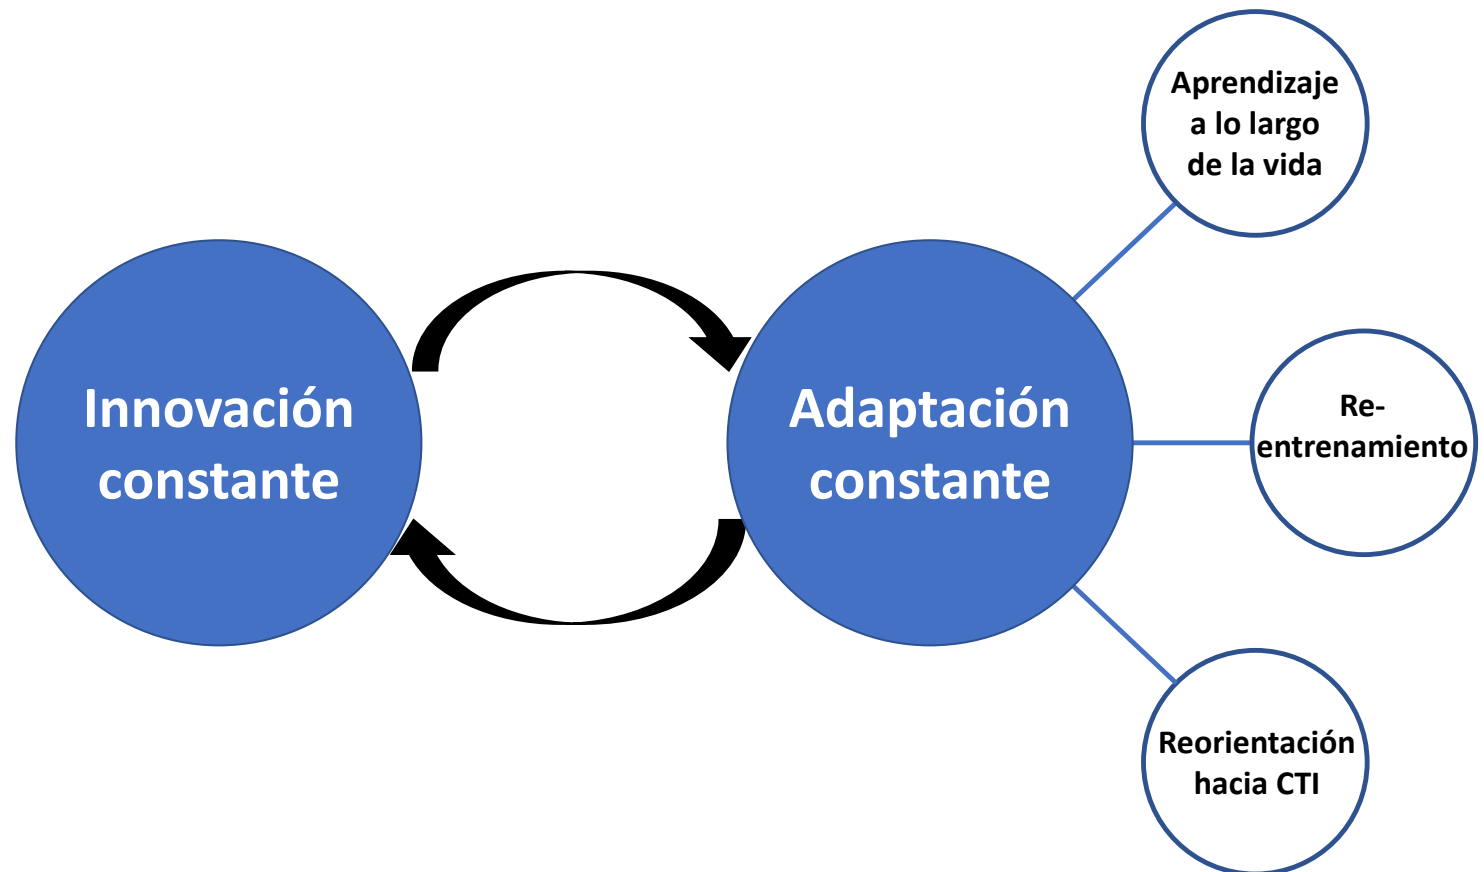 Innovación
constante
Adaptación
constante
Aprendizaje
a lo largo
de la vida
Re-
entrenamiento
Reorientación
hacia CTI